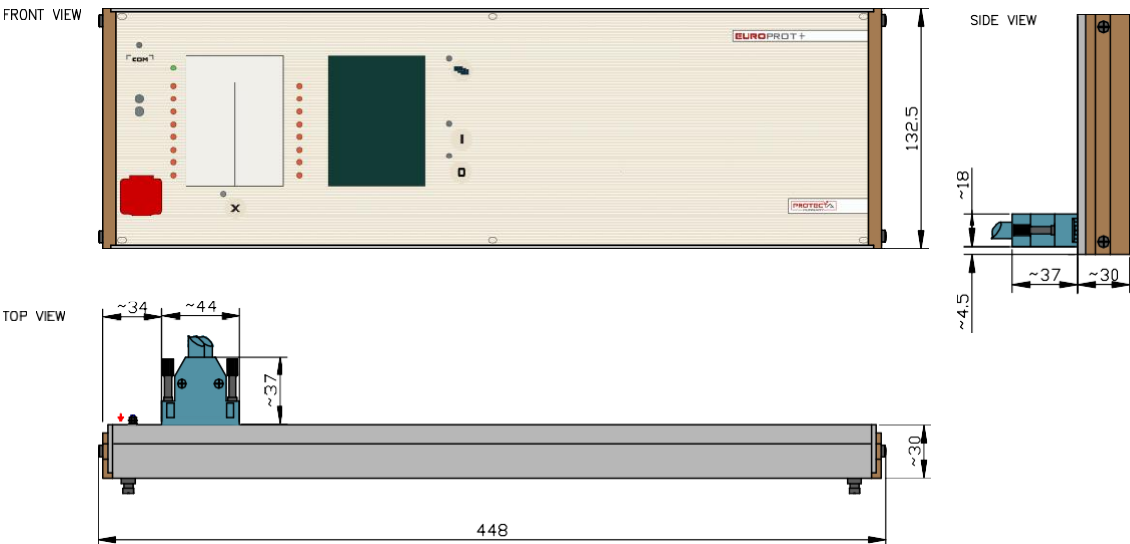 FRONT VIEW
COM
EUROPROT+
I
O
X
PROTECTA
132.5
SIDE VIEW
~18
~37
~30
~4.5
TOP VIEW
~34
~44
~37
~30
448